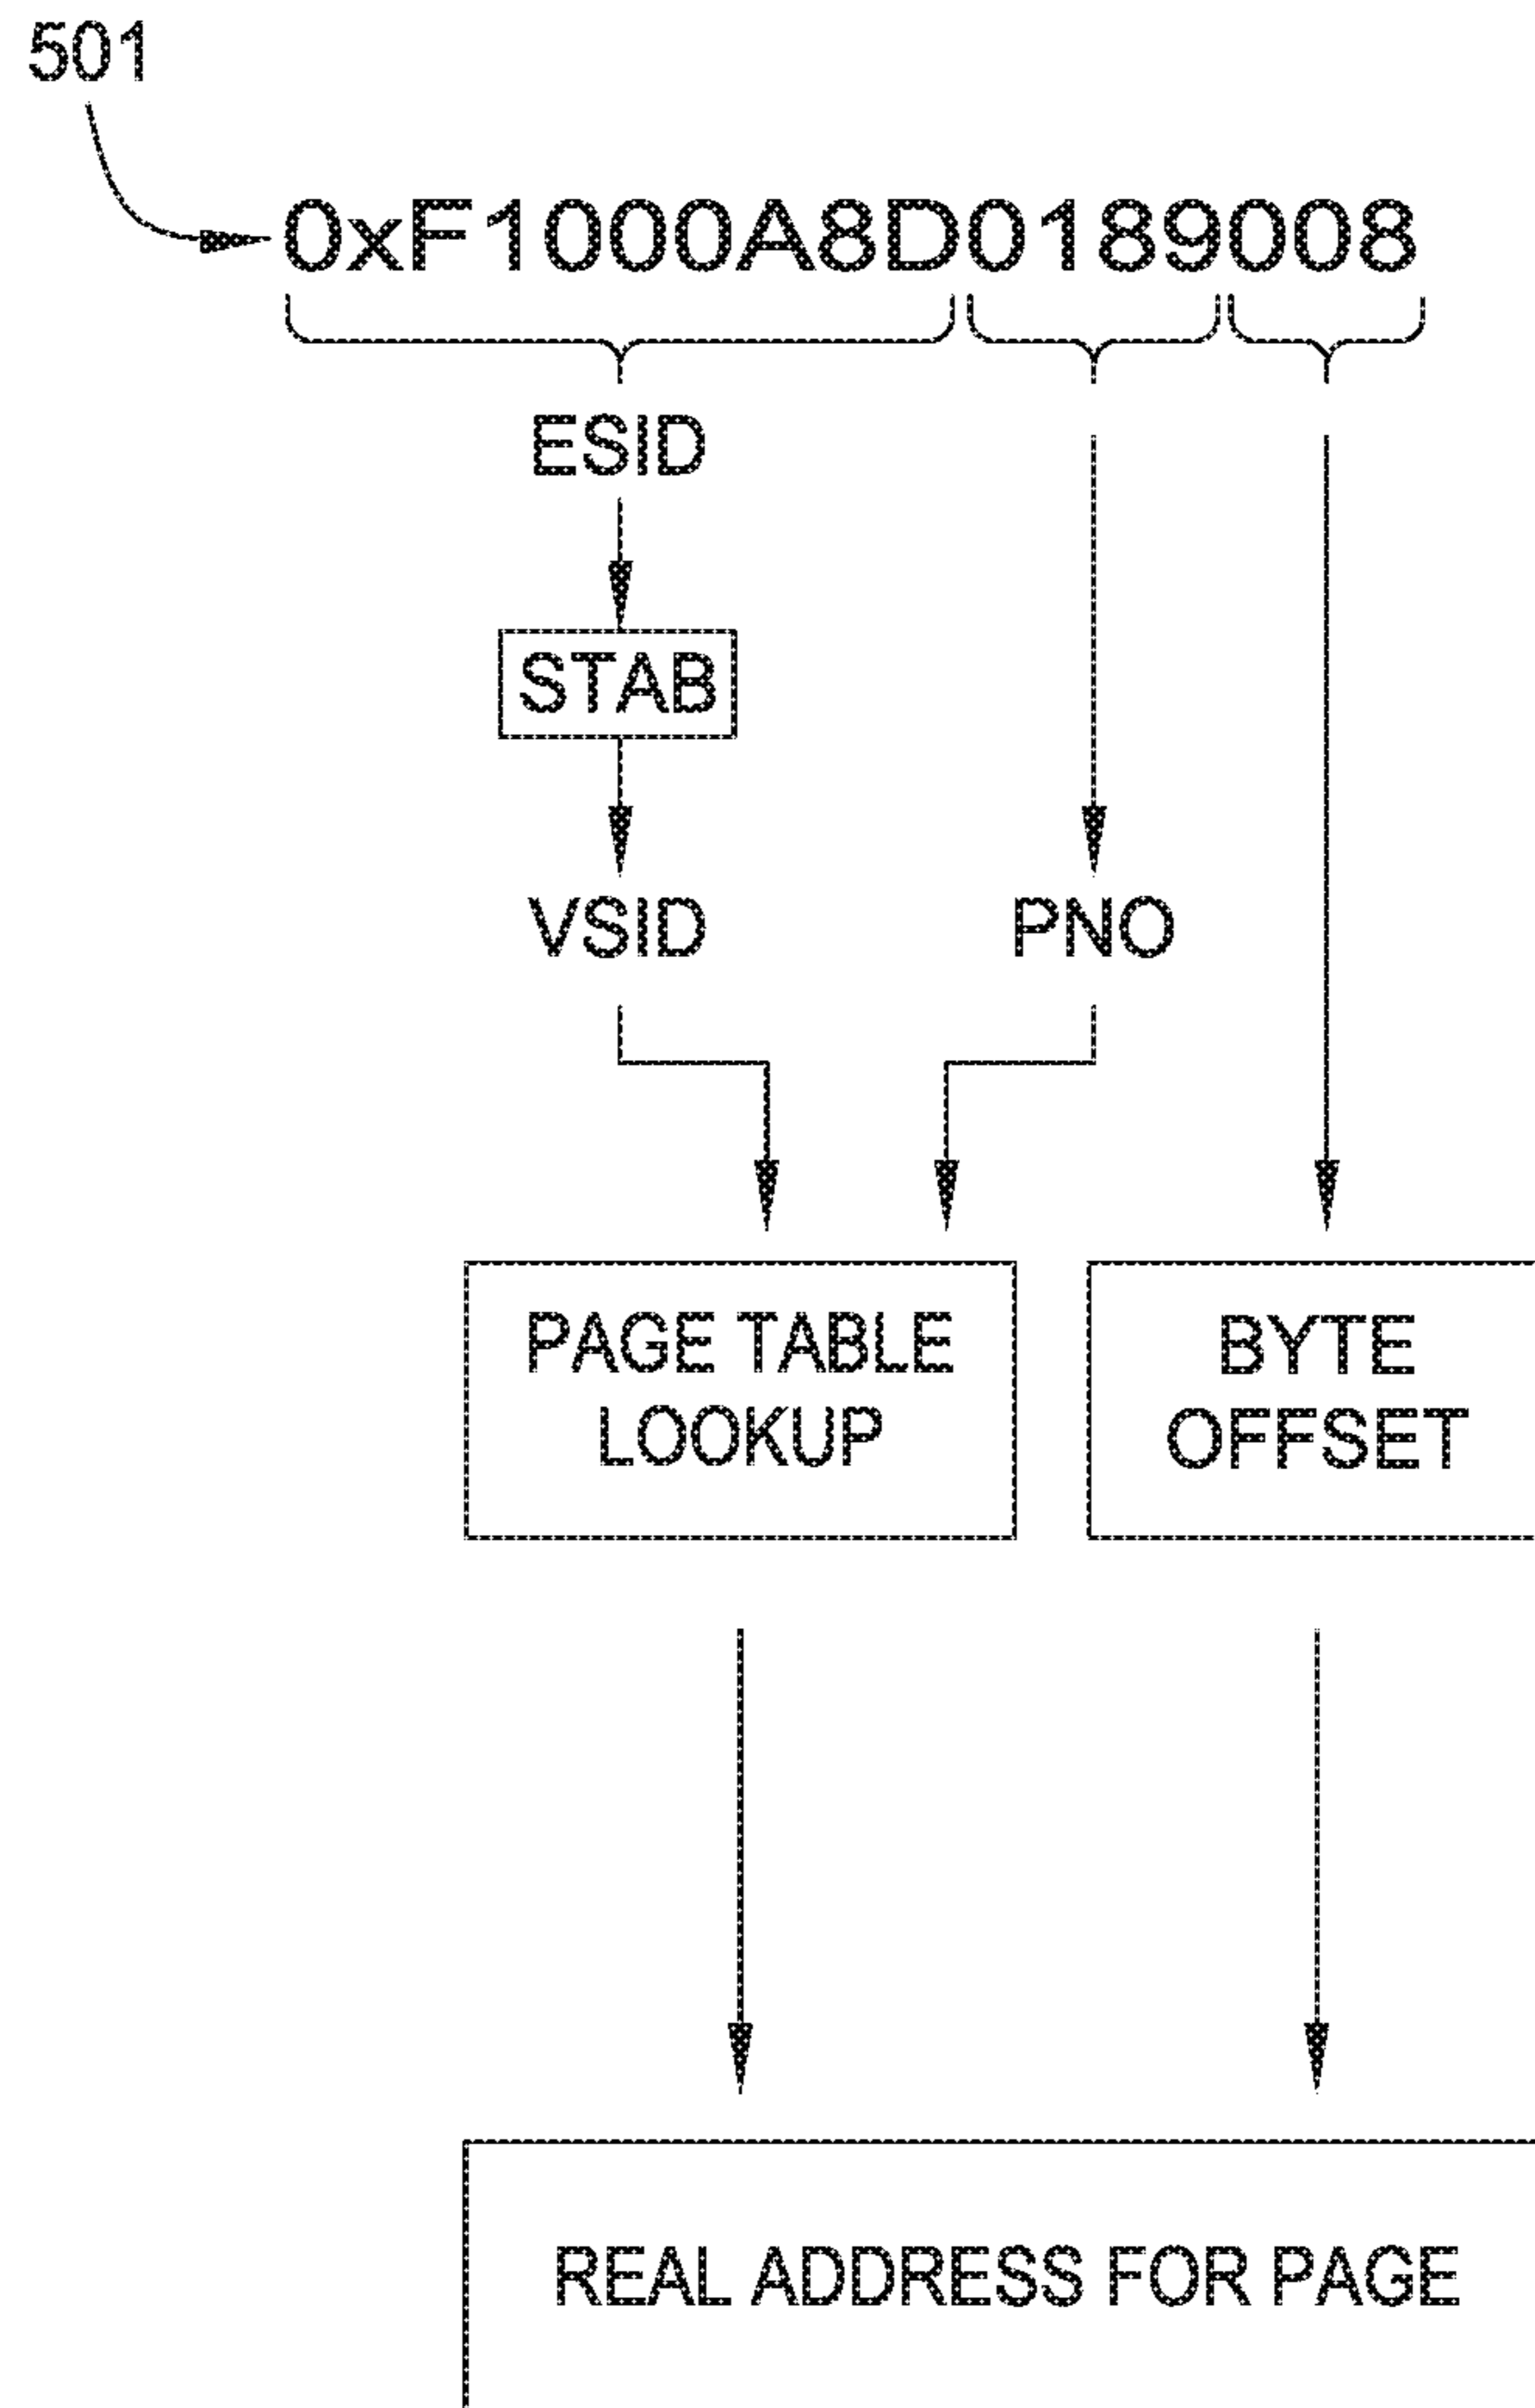 501
0xF1000A8D0189008
ESID
STAB
VSID PNO
PAGE TABLE
LOOKUP
BYTE
OFFSET
REAL ADDRESS FOR PAGE